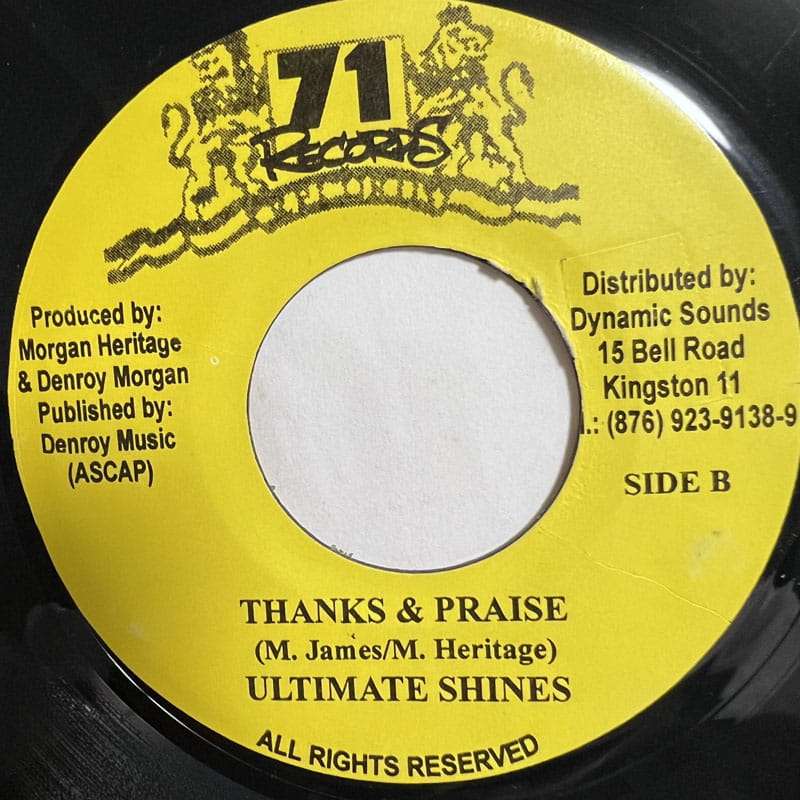 71
RECORDS
Produced by:
Morgan Heritage
& Denroy Morgan
Published by:
Denroy Music
(ASCAP)
Distributed by:
Dynamic Sounds
15 Bell Road
Kingston 11
.: (876) 923-9138-9
SIDE B
THANKS & PRAISE
(M. James/M. Heritage)
ULTIMATE SHINES
ALL RIGHTS RESERVED